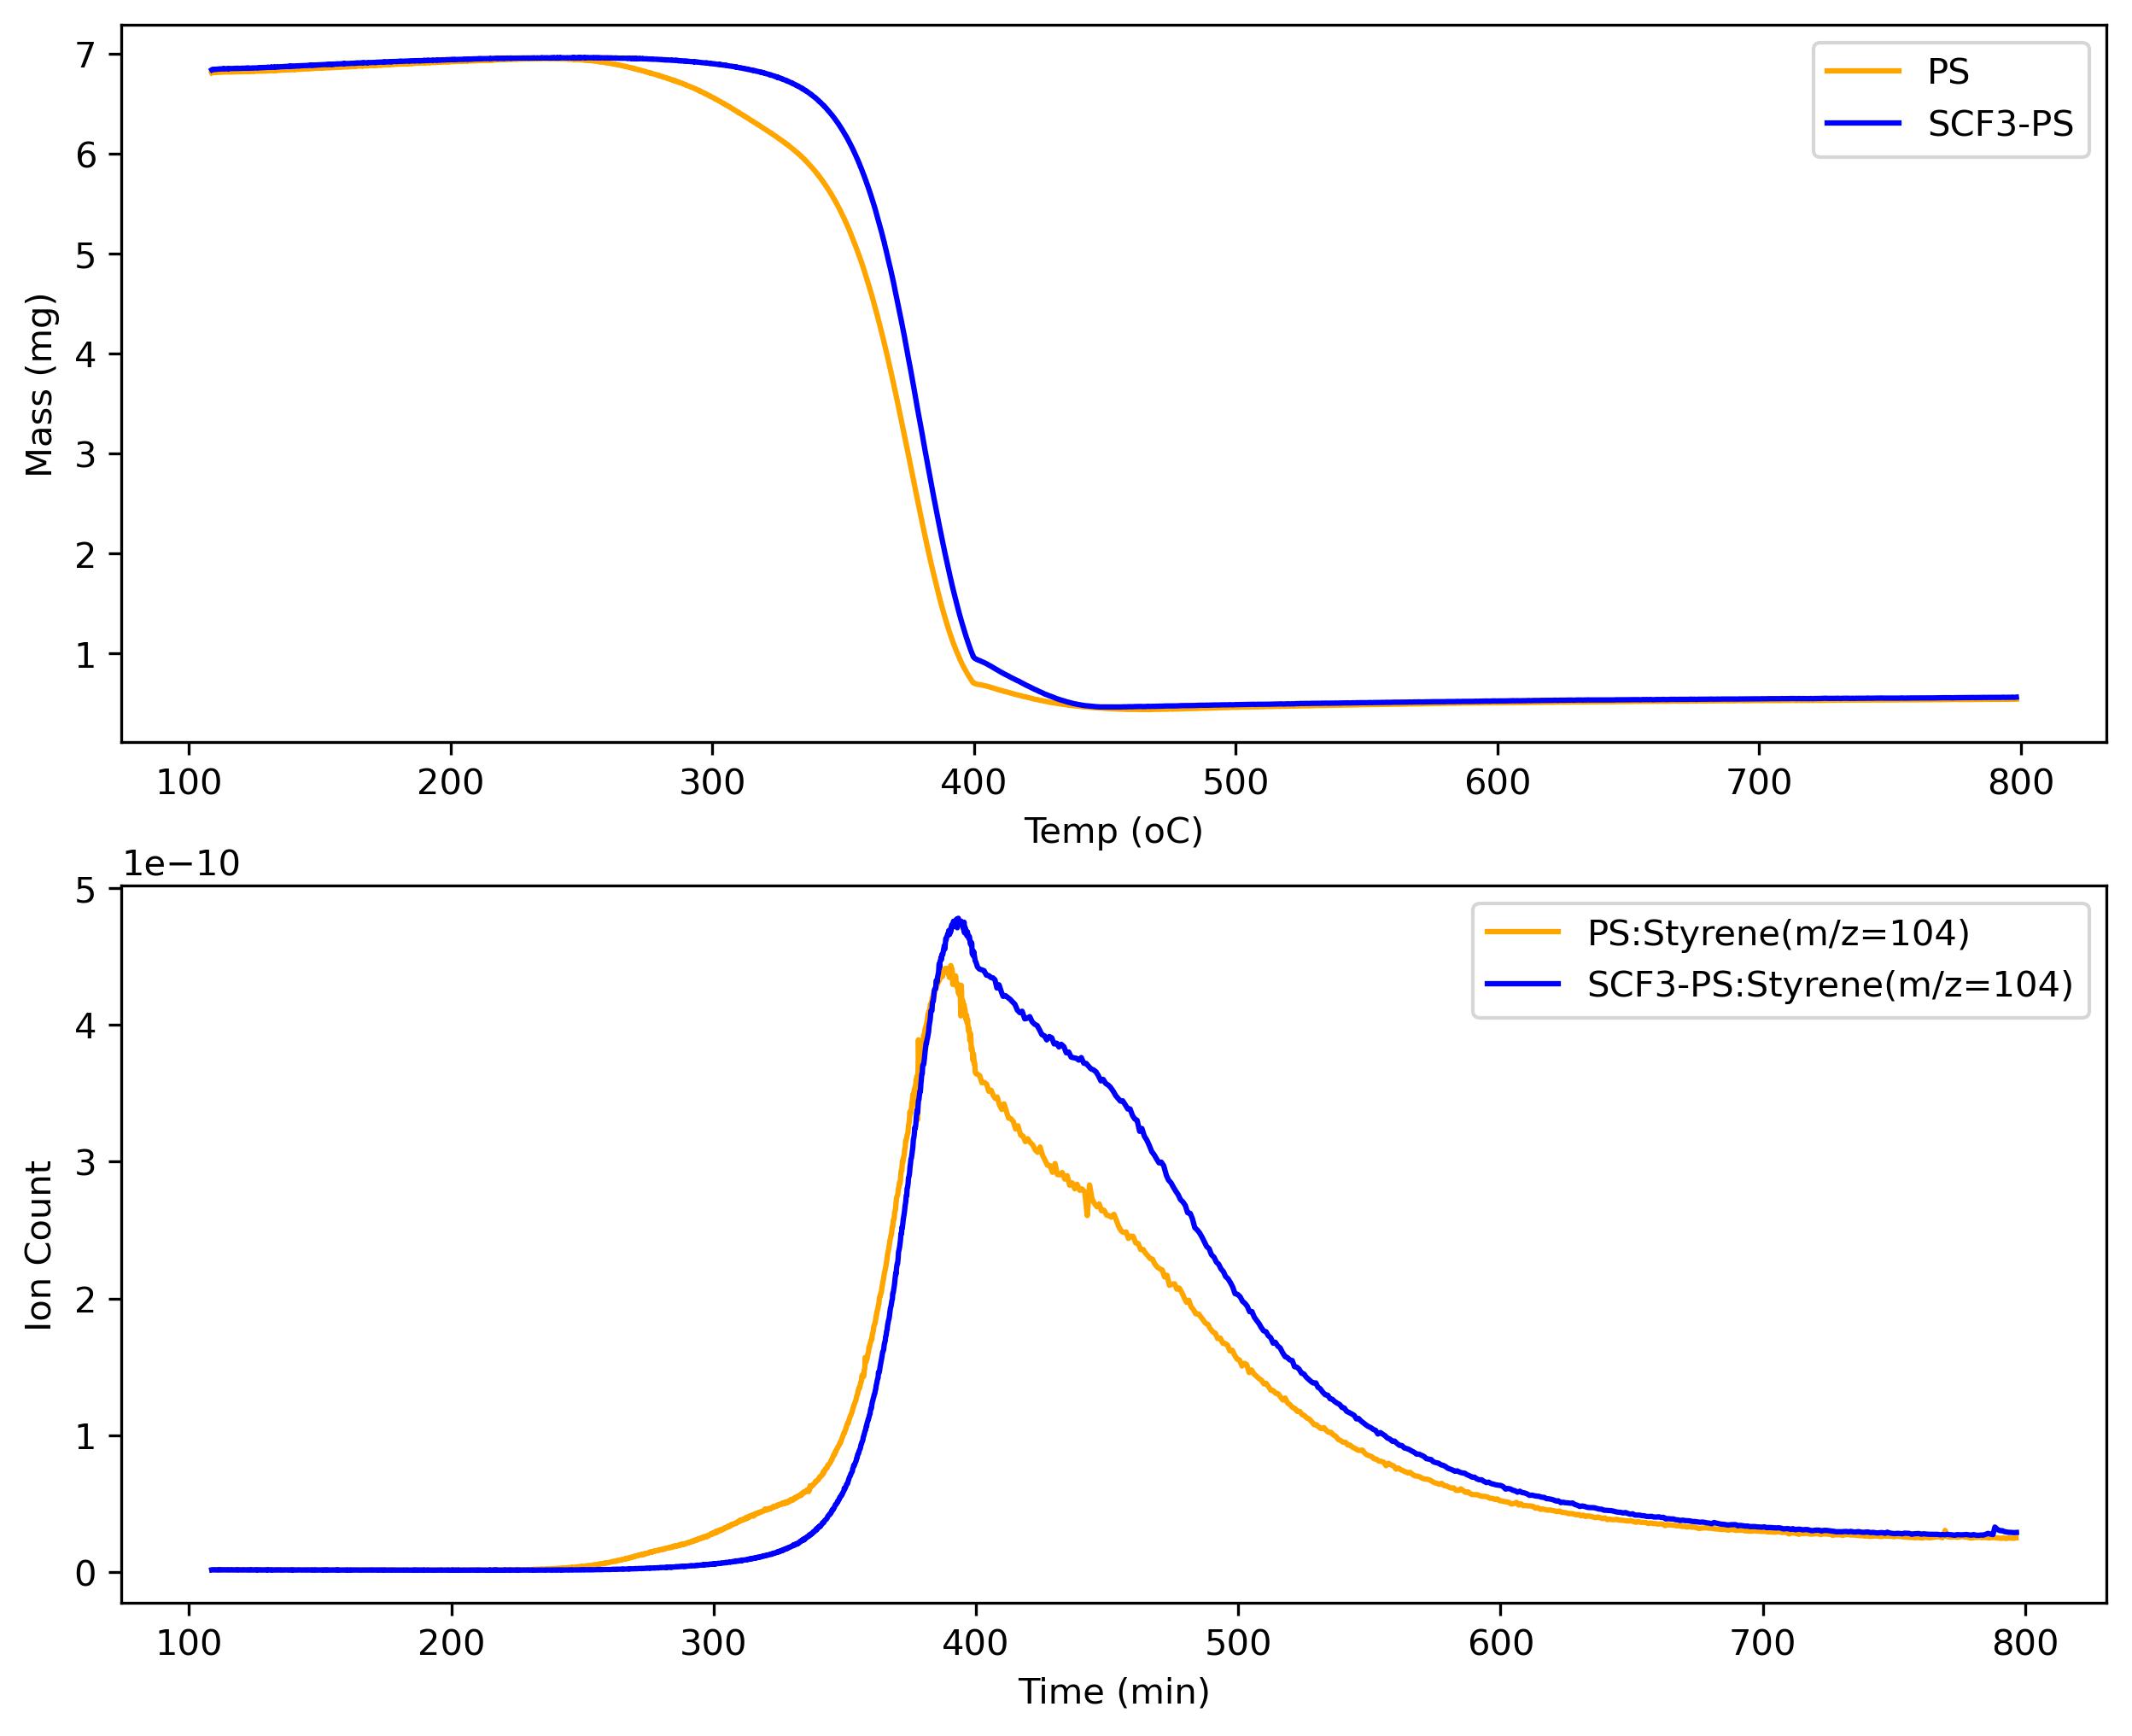 7
6
5
4
3
2
1
Mass (mg)
PS
SCF3-PS
100 200 300 400 500 600 700 800
Temp (oC)
1e−10
5
4
3
2
1
0
Ion Count
PS:Styrene(m/z=104)
SCF3-PS:Styrene(m/z=104)
100 200 300 400 500 600 700 800
Time (min)